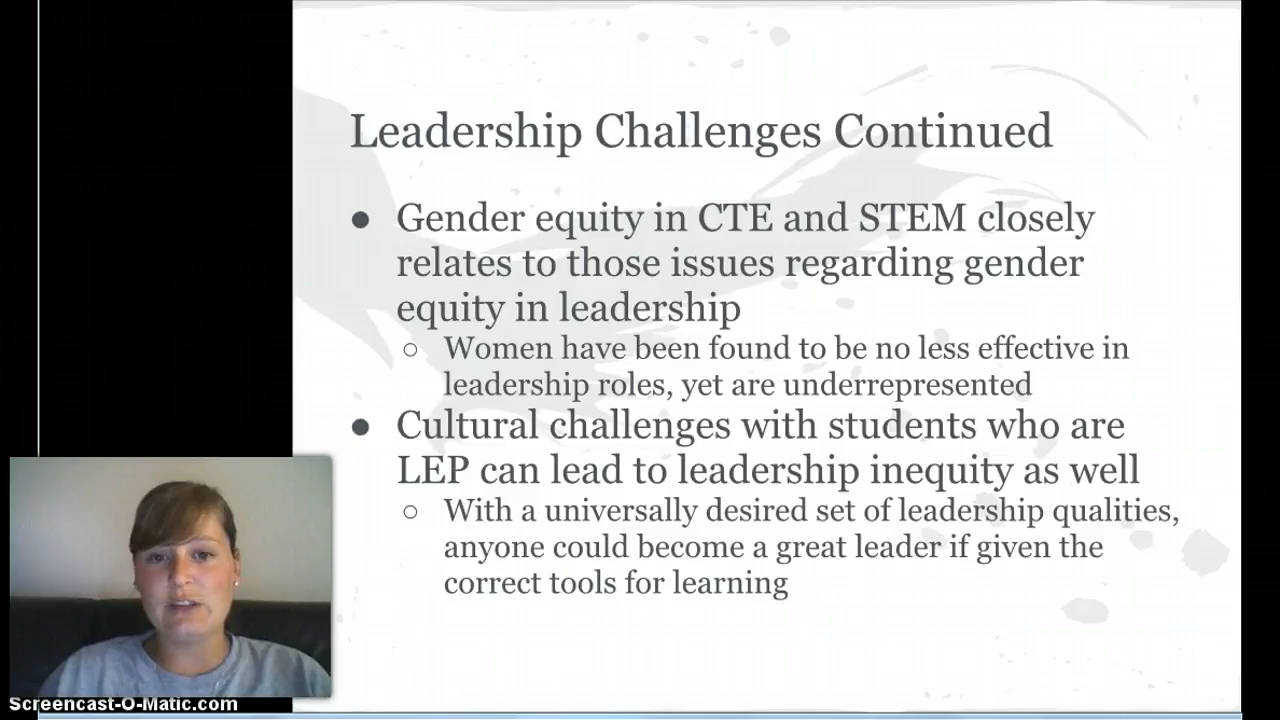 Leadership Challenges Continued
● Gender equity in CTE and STEM closely
relates to those issues regarding gender
equity in leadership
○ Women have been found to be no less effective in
leadership roles, yet are underrepresented
● Cultural challenges with students who are
LEP can lead to leadership inequity as well
○ With a universally desired set of leadership qualities,
anyone could become a great leader if given the
correct tools for learning
Screencast-O-Matic.com